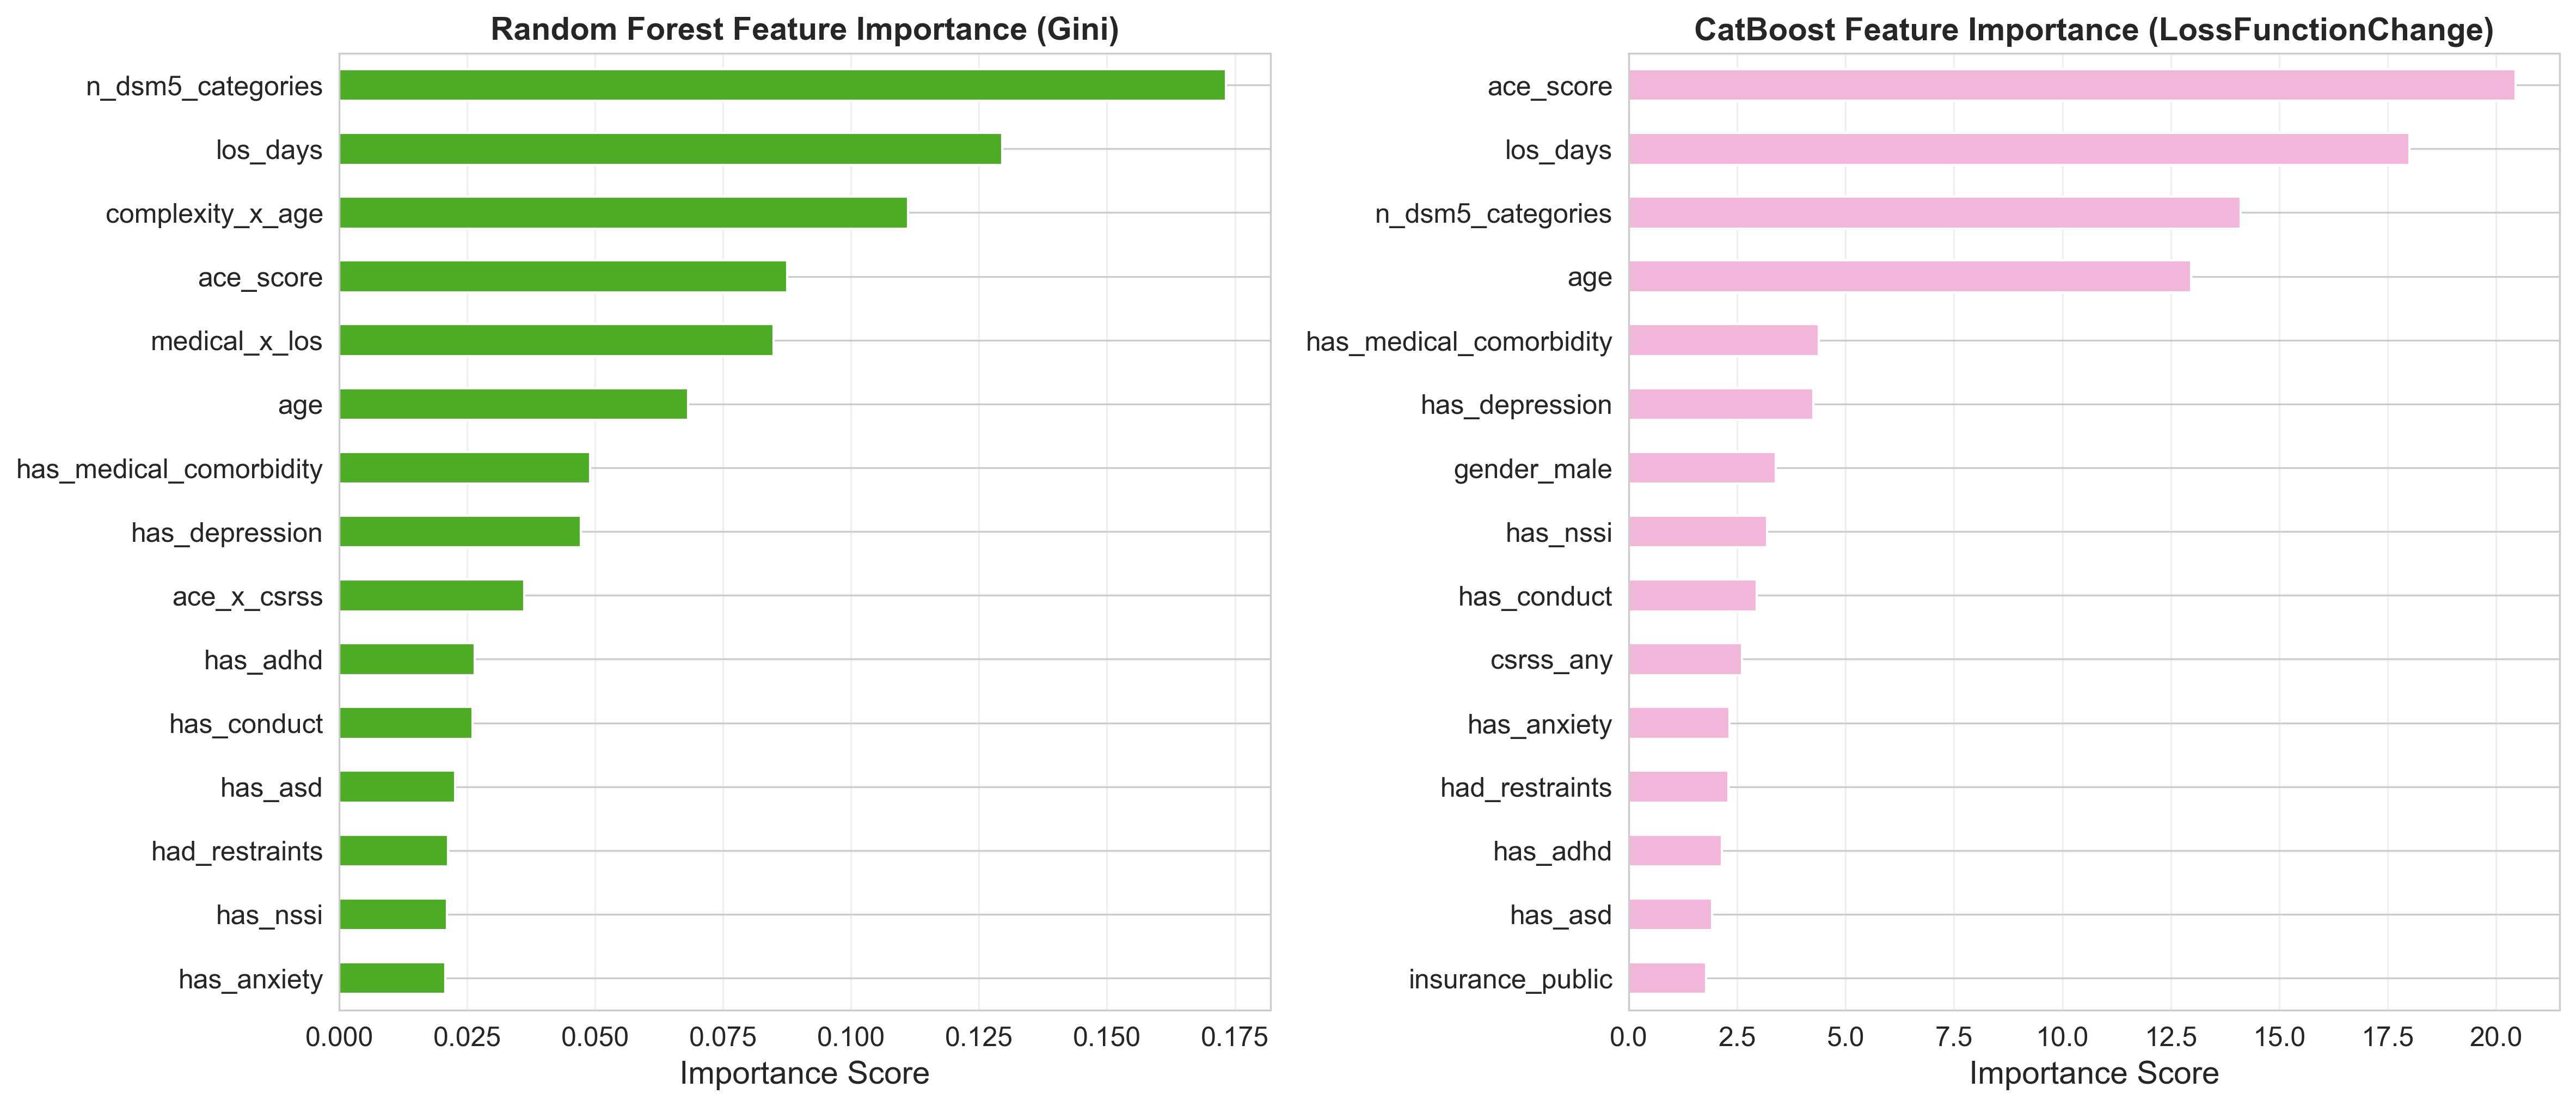 Random Forest Feature Importance (Gini)
n_dsm5_categories
los_days
complexity_x_age
ace_score
medical_x_los
age
has_medical_comorbidity
has_depression
ace_x_csrss
has_adhd
has_conduct
has_asd
had_restraints
has_nssi
has_anxiety
0.000 0.025 0.050 0.075 0.100 0.125 0.150 0.175
Importance Score
CatBoost Feature Importance (LossFunctionChange)
ace_score
los_days
n_dsm5_categories
age
has_medical_comorbidity
has_depression
gender_male
has_nssi
has_conduct
csrss_any
has_anxiety
had_restraints
has_adhd
has_asd
insurance_public
0.0 2.5 5.0 7.5 10.0 12.5 15.0 17.5 20.0
Importance Score